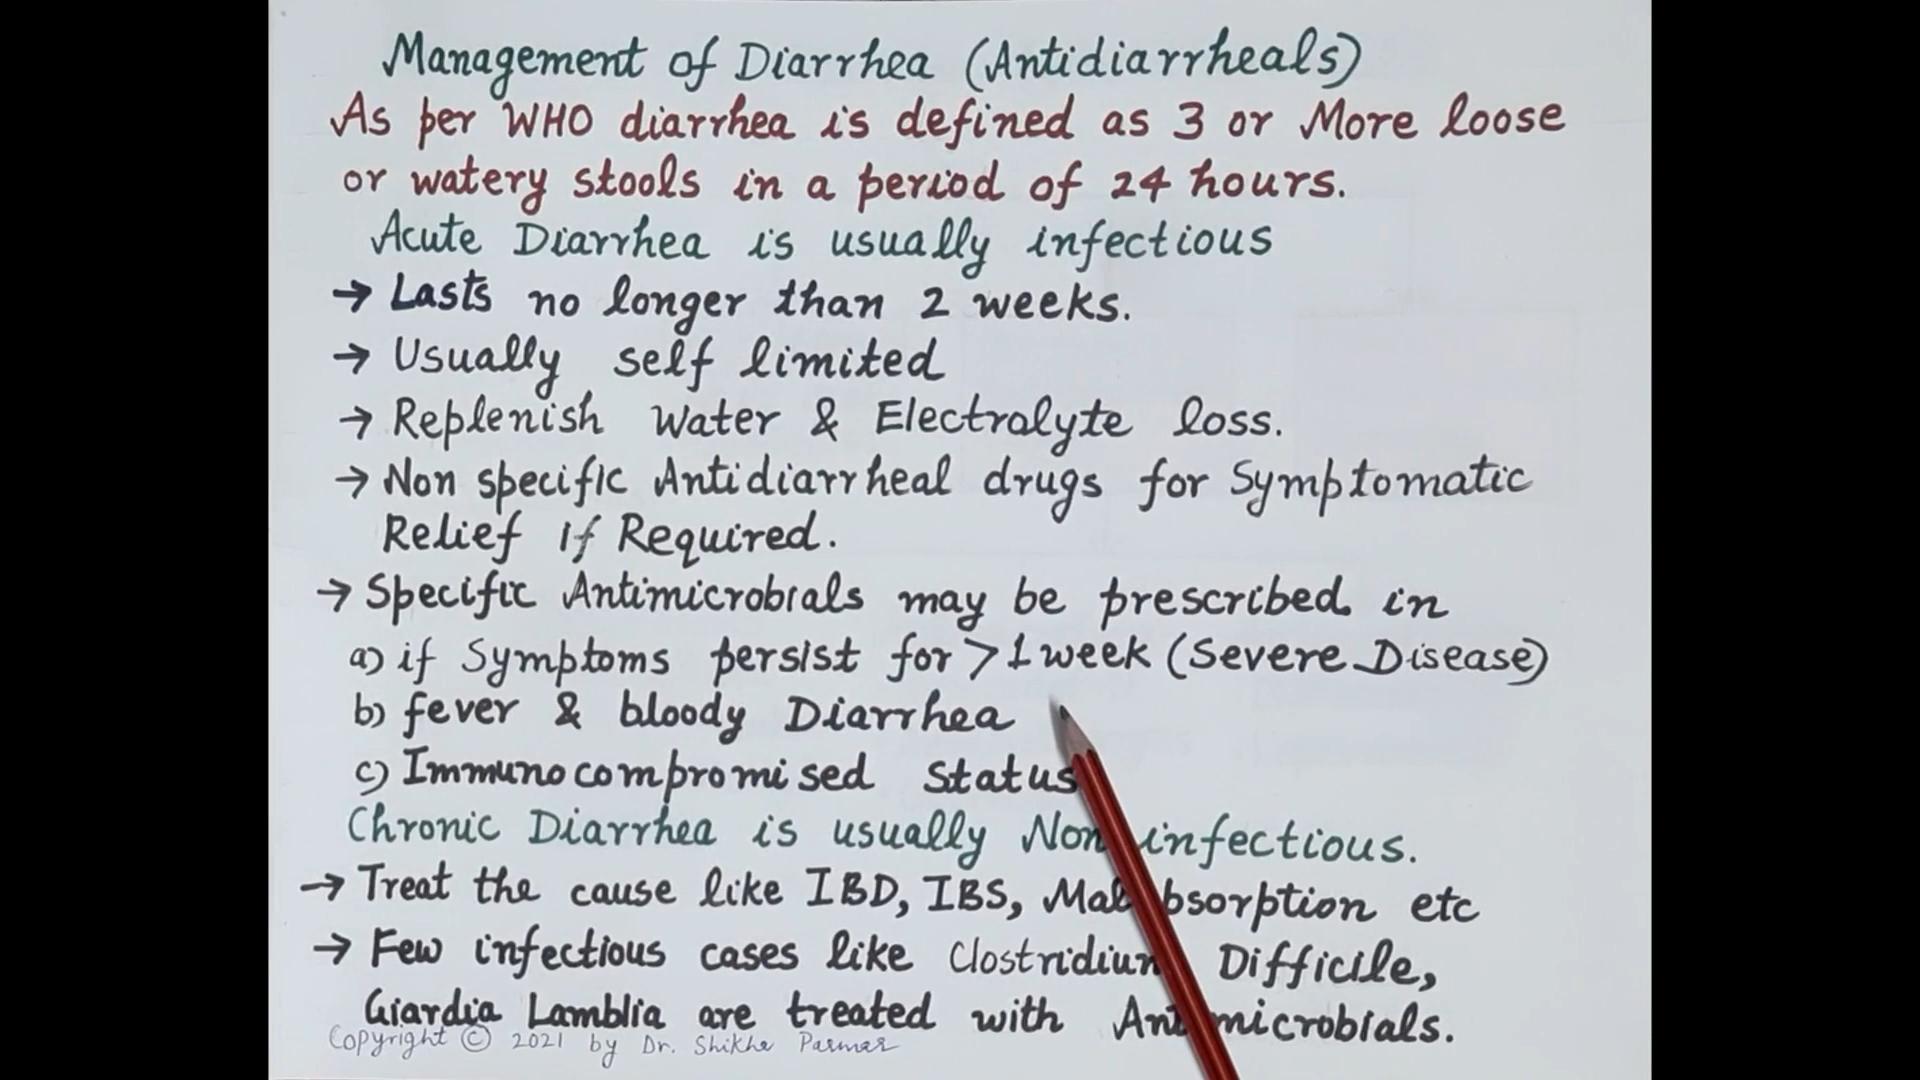 Management of Diarrhea (Antidiarrheals)
As per WHO diarrhea is defined as 3 or More loose
or watery stools in a period of 24 hours.
Acute Diarrhea is usually infectious
→ Lasts no longer than 2 weeks.
→ Usually self limited
→ Replenish Water & Electrolyte loss.
→ Non specific Antidiarrheal drugs for Symptomatic
Relief if Required.
→ Specific Antimicrobials may be prescribed in
a) if Symptoms persist for > 1 week (Severe Disease)
b) fever & bloody Diarrhea
c) Immunocompromised Status
Chronic Diarrhea is usually Non infectious.
→ Treat the cause like IBD, IBS, Malabsorption etc
→ Few infectious cases like Clostridium Difficile,
Giardia Lamblia are treated with Antimicrobials.
Copyright © 2021 by Dr. Shikha Parmar